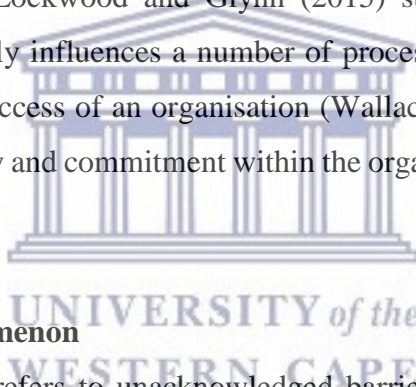 Lockwood and Glynn (2015) s
ly influences a number of proces
ccess of an organisation (Wallac
y and commitment within the orga
UNIVERSITY of the
menon
refers to unacknowledged barri
WESTERN CAPE